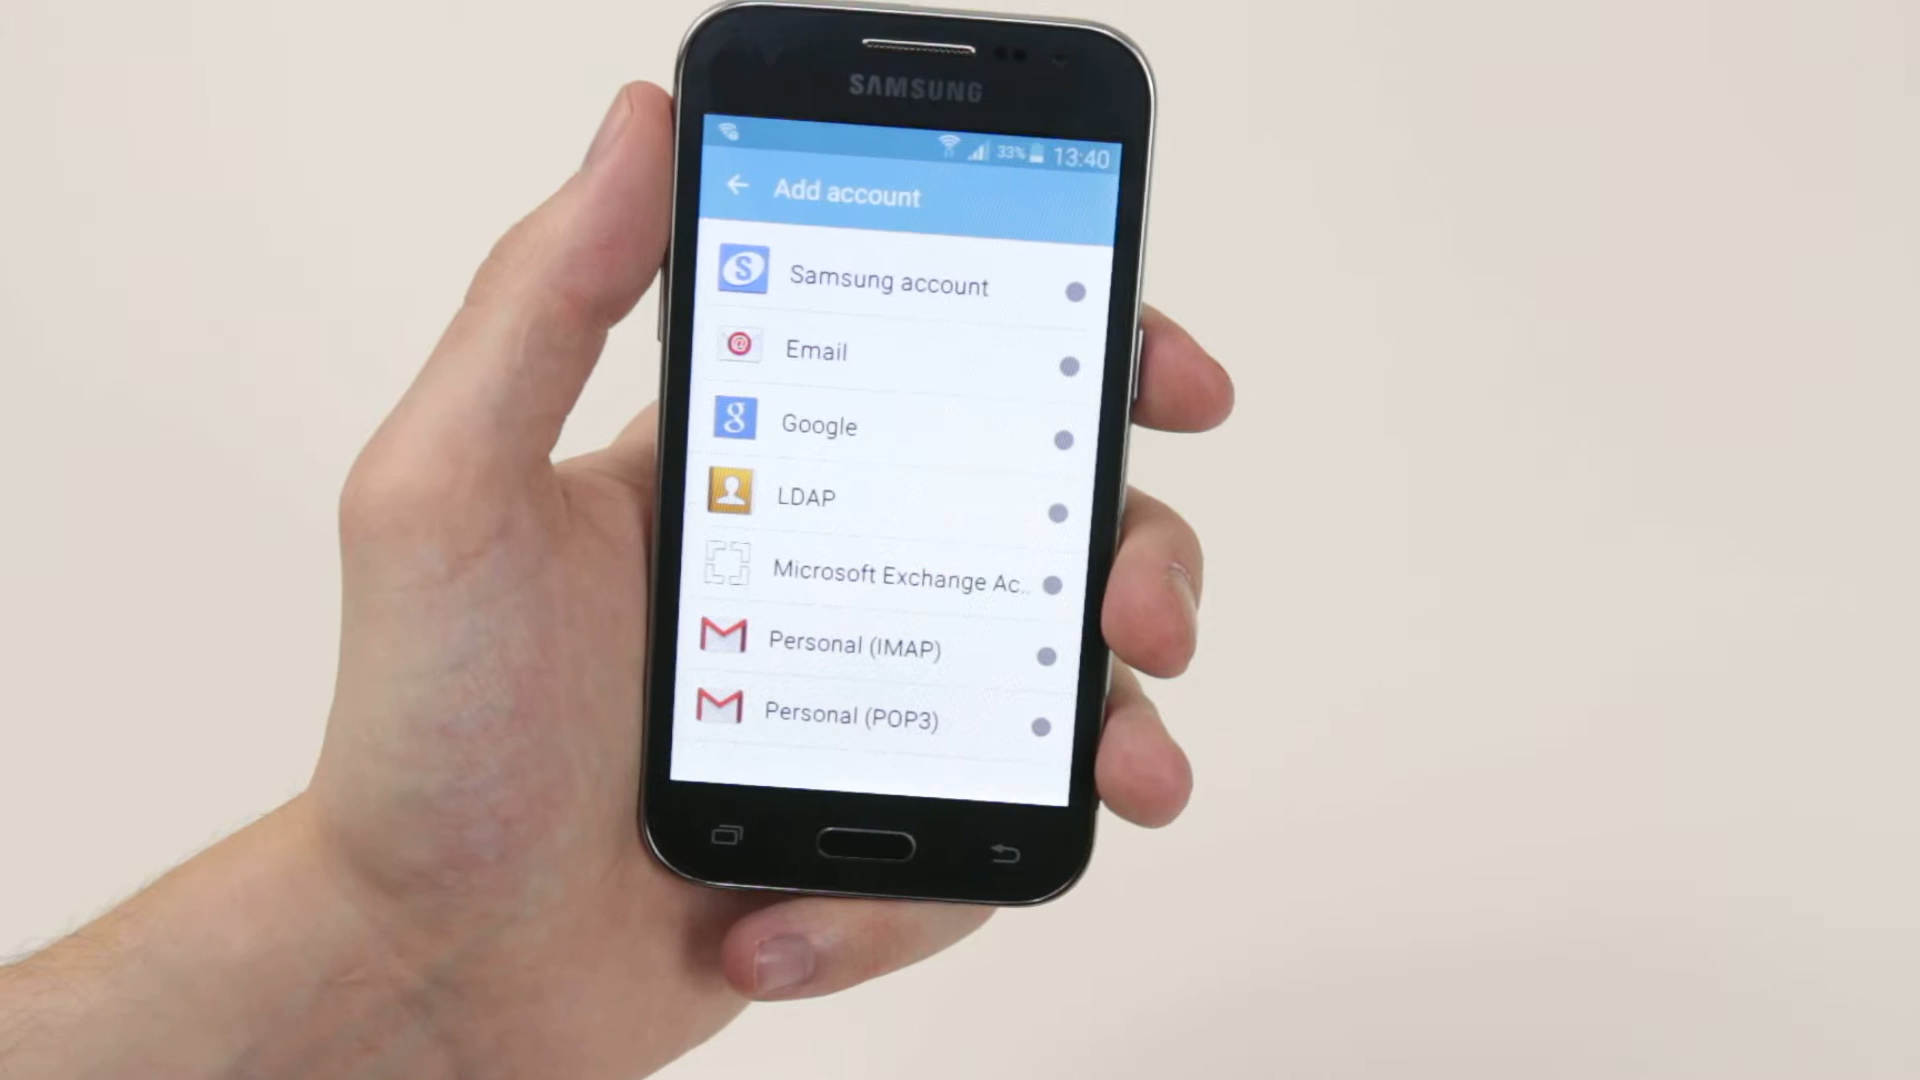 SAMSUNG
33% 13:40
Add account
Samsung account
Email
Google
LDAP
Microsoft Exchange Ac..
Personal (IMAP)
Personal (POP3)